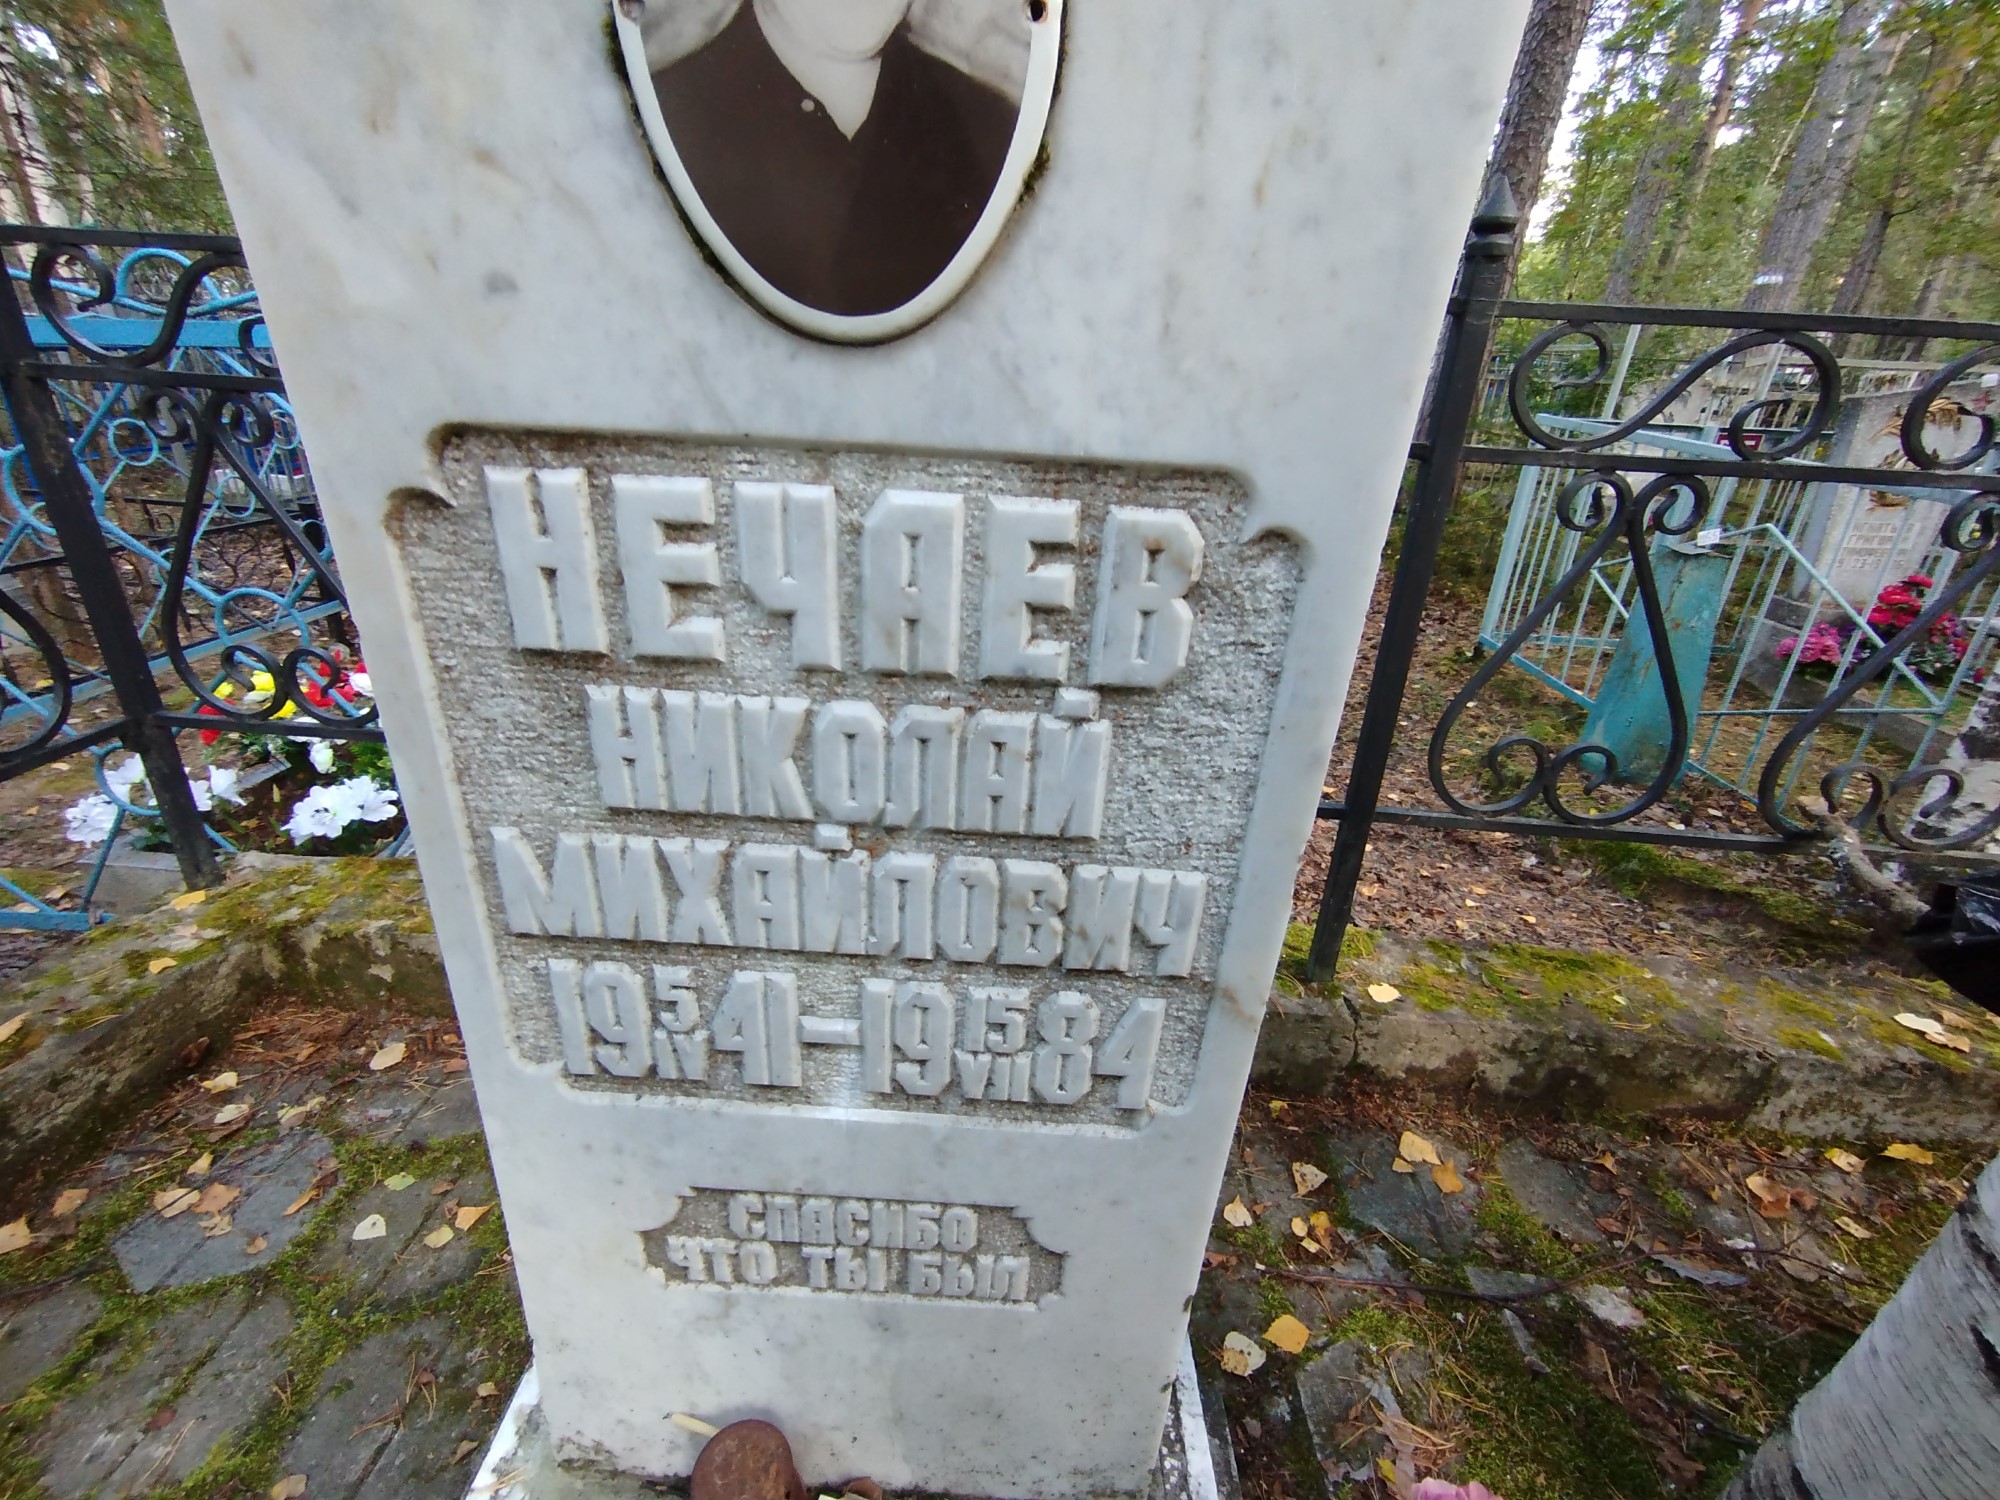 НЕЧАЕВ
НИКОЛАЙ
МИХАЙЛОВИЧ
19 5/IV 41 – 19 15/VII 84
СПАСИБО
ЧТО ТЫ БЫЛ